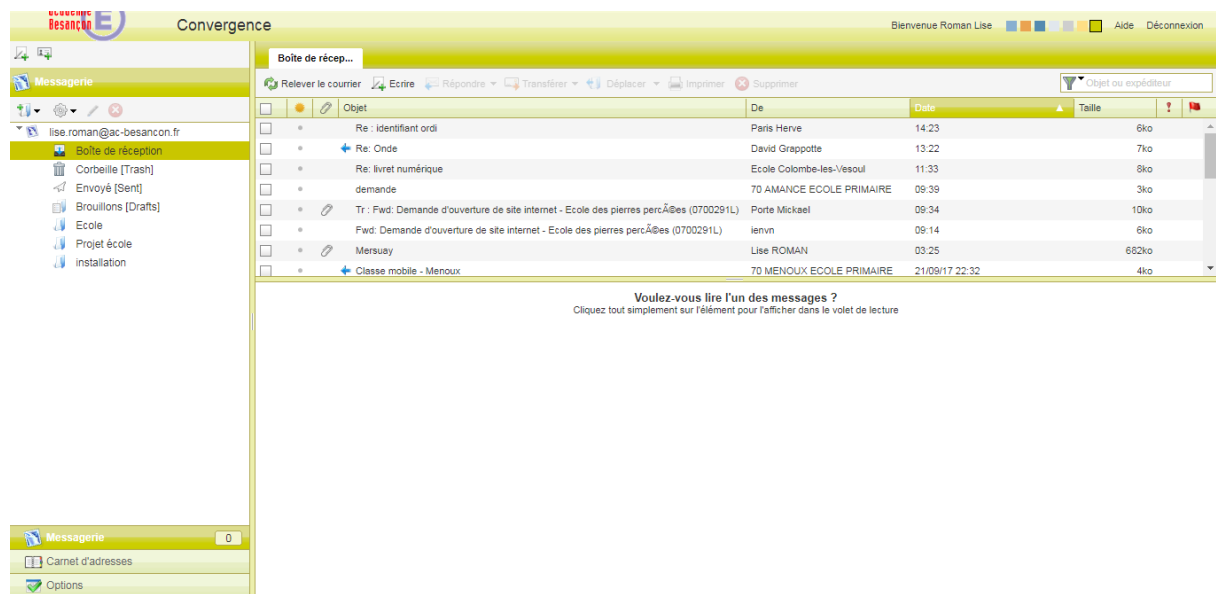 académie
Besançon E
Convergence
Bienvenue Roman Lise
Aide Déconnexion
Boîte de récep...
Messagerie
Relever le courrier Ecrire Répondre Transférer Déplacer Imprimer Supprimer
Objet ou expéditeur
Objet De Date Taille
lise.roman@ac-besancon.fr
Boîte de réception
Corbeille [Trash]
Envoyé [Sent]
Brouillons [Drafts]
Ecole
Projet école
installation
Re : identifiant ordi Paris Herve 14:23 6ko
Re: Onde David Grappotte 13:22 7ko
Re: livret numérique Ecole Colombe-les-Vesoul 11:33 8ko
demande 70 AMANCE ECOLE PRIMAIRE 09:39 3ko
Tr : Fwd: Demande d'ouverture de site internet - Ecole des pierres percÃ©es (0700291L) Porte Mickael 09:34 10ko
Fwd: Demande d'ouverture de site internet - Ecole des pierres percÃ©es (0700291L) ienvn 09:14 6ko
Mersuay Lise ROMAN 03:25 682ko
Classe mobile - Menoux 70 MENOUX ECOLE PRIMAIRE 21/09/17 22:32 4ko
Voulez-vous lire l'un des messages ?
Cliquez tout simplement sur l'élément pour l'afficher dans le volet de lecture
Messagerie 0
Carnet d'adresses
Options